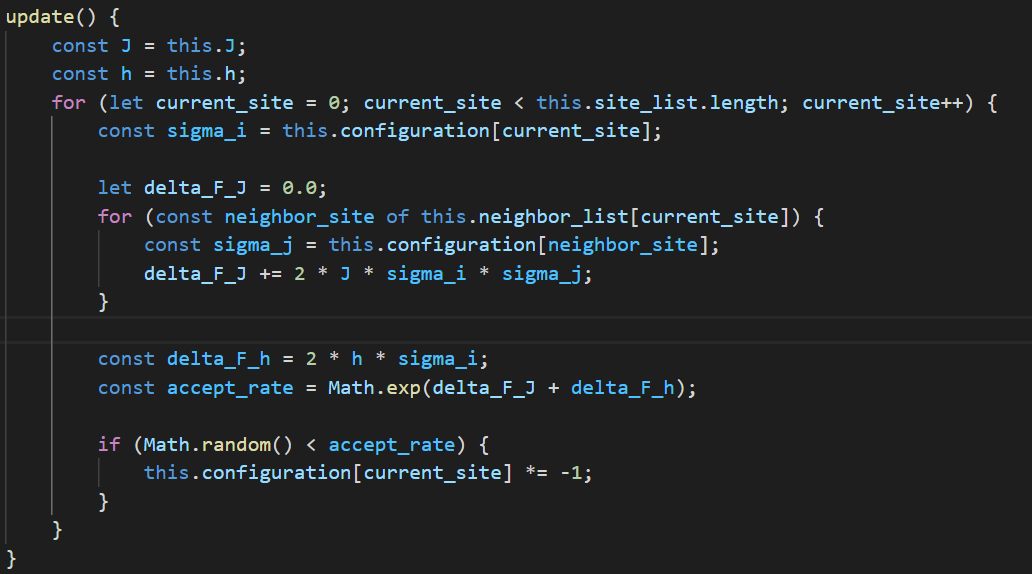 update() {
    const J = this.J;
    const h = this.h;
    for (let current_site = 0; current_site < this.site_list.length; current_site++) {
        const sigma_i = this.configuration[current_site];

        let delta_F_J = 0.0;
        for (const neighbor_site of this.neighbor_list[current_site]) {
            const sigma_j = this.configuration[neighbor_site];
            delta_F_J += 2 * J * sigma_i * sigma_j;
        }

        const delta_F_h = 2 * h * sigma_i;
        const accept_rate = Math.exp(delta_F_J + delta_F_h);

        if (Math.random() < accept_rate) {
            this.configuration[current_site] *= -1;
        }
    }
}